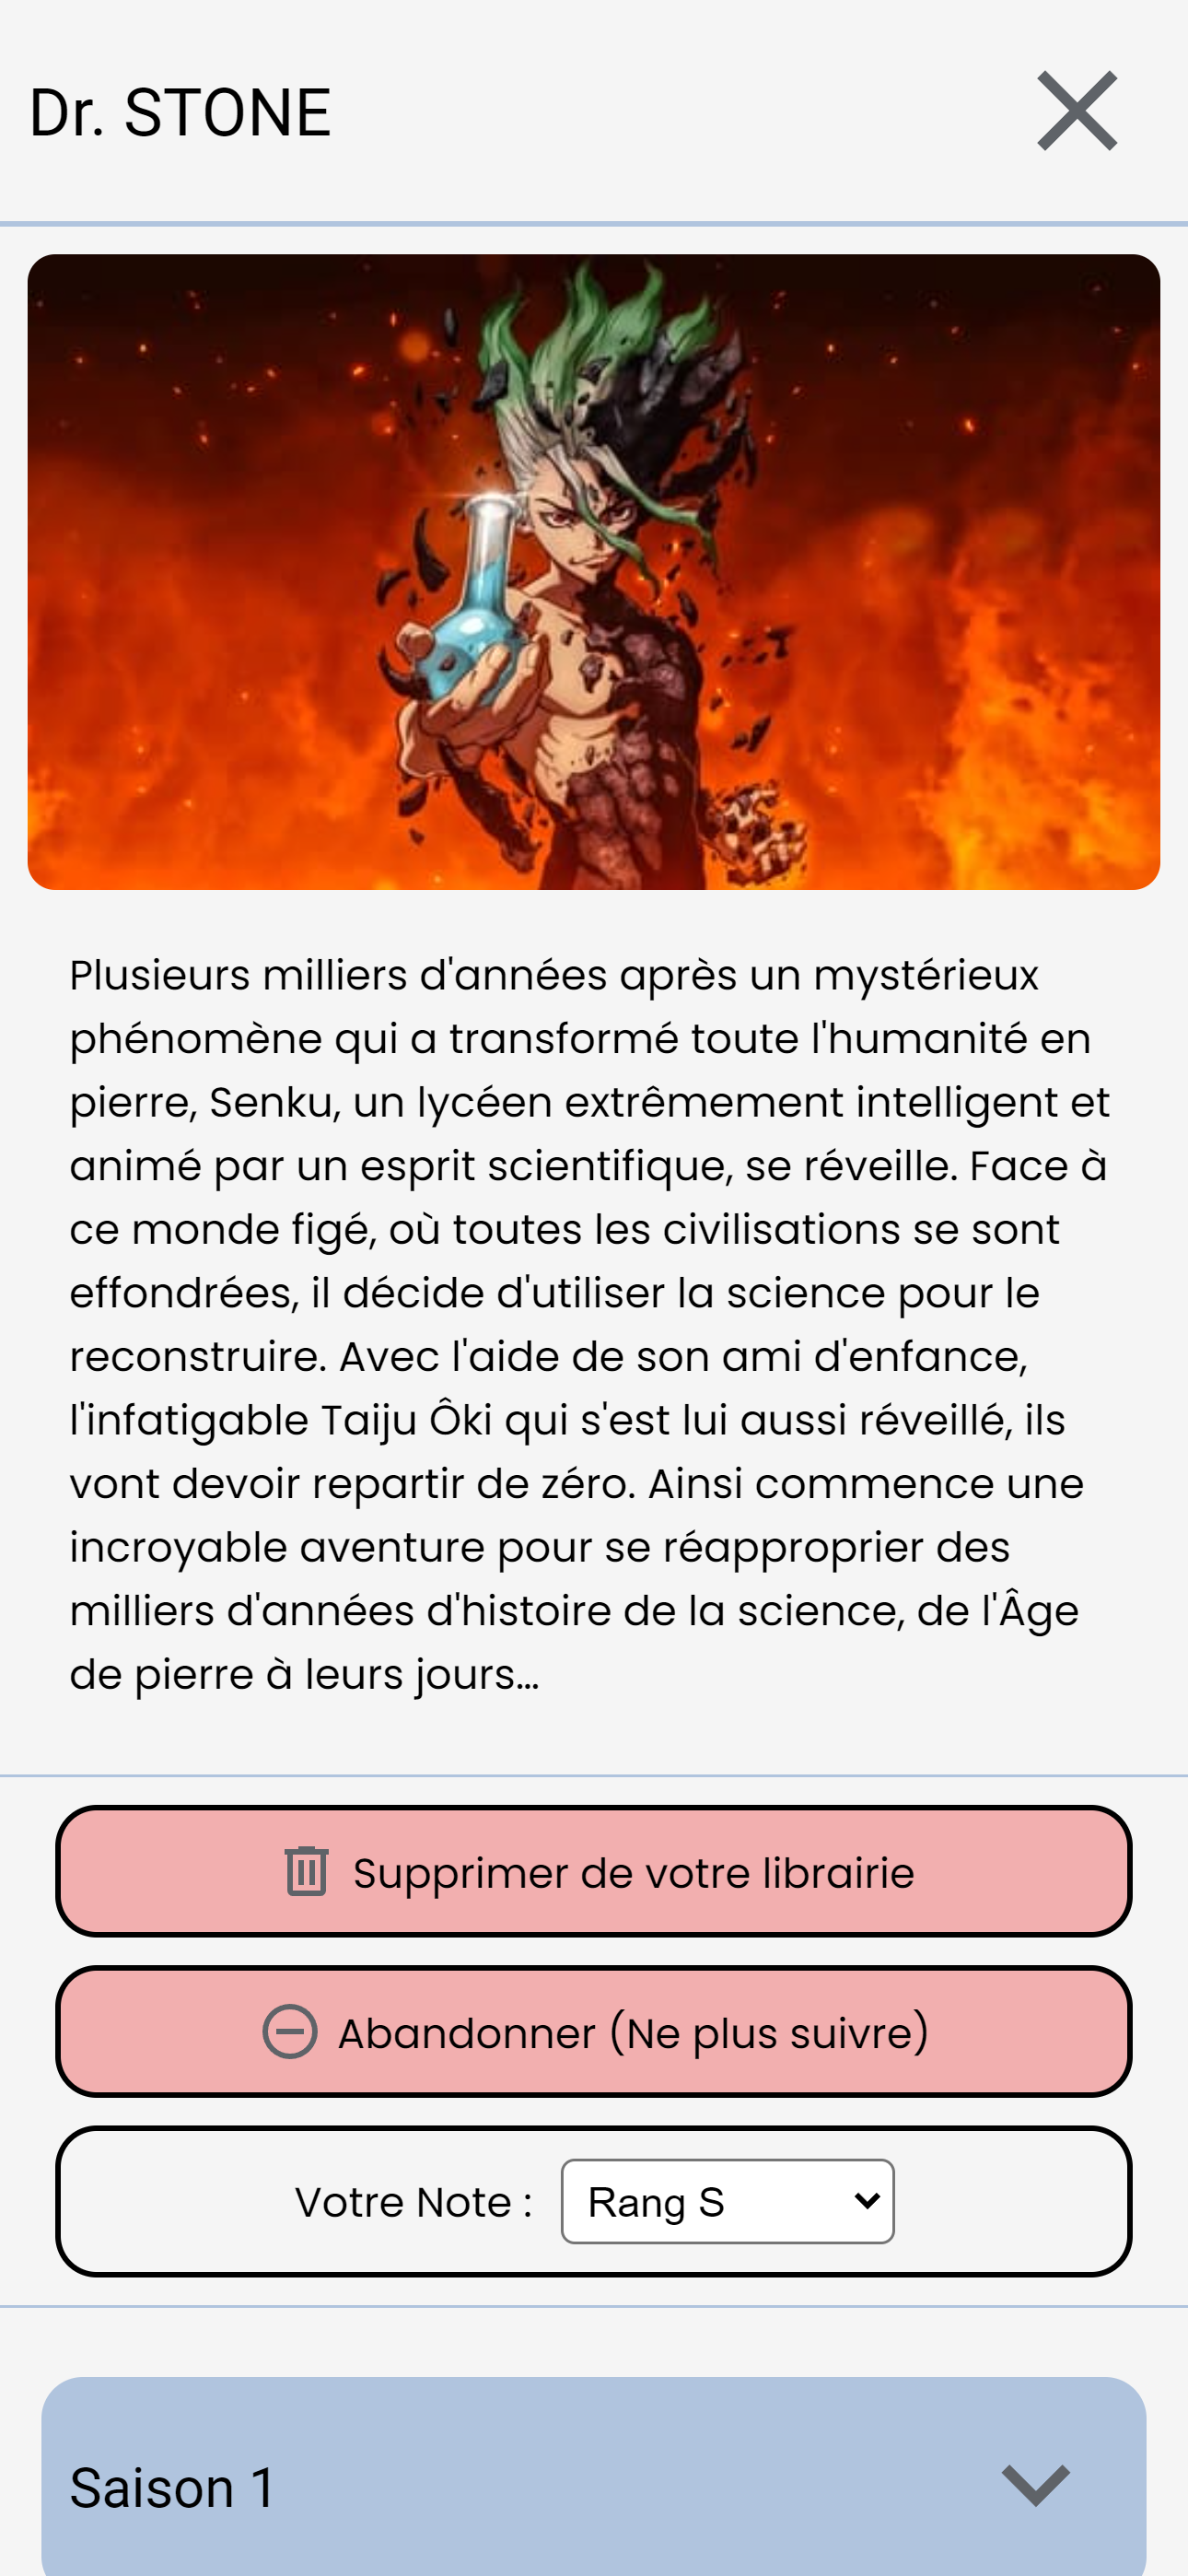 Dr. STONE
Plusieurs milliers d'années après un mystérieux
phénomène qui a transformé toute l'humanité en
pierre, Senku, un lycéen extrêmement intelligent et
animé par un esprit scientifique, se réveille. Face à
ce monde figé, où toutes les civilisations se sont
effondrées, il décide d'utiliser la science pour le
reconstruire. Avec l'aide de son ami d'enfance,
l'infatigable Taiju Ôki qui s'est lui aussi réveillé, ils
vont devoir repartir de zéro. Ainsi commence une
incroyable aventure pour se réapproprier des
milliers d'années d'histoire de la science, de l'Âge
de pierre à leurs jours...
Supprimer de votre librairie
Abandonner (Ne plus suivre)
Votre Note : Rang S
Saison 1